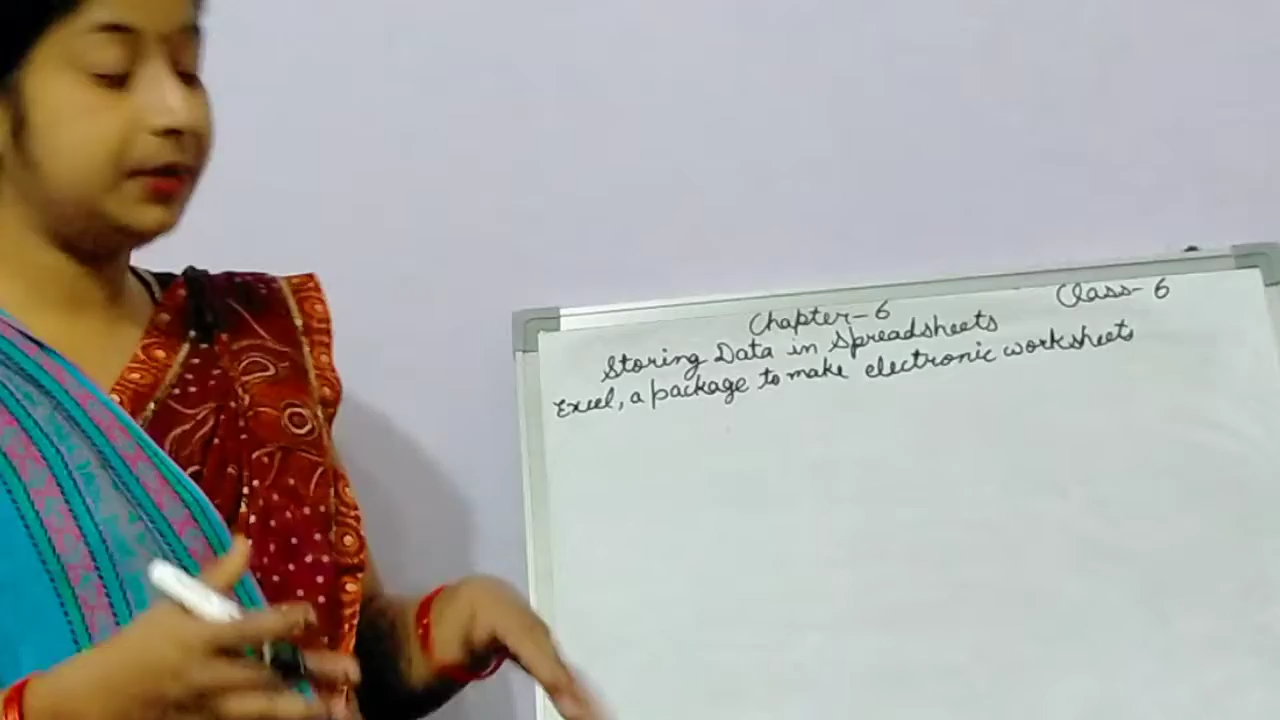 Chapter-6
Class-6
Storing Data in Spreadsheets
Excel, a package to make electronic worksheets